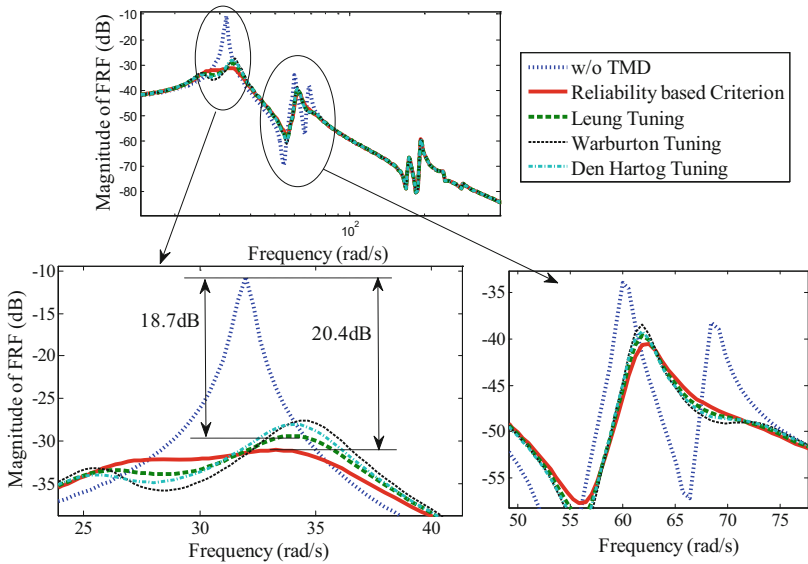 Magnitude of FRF (dB)
-10
-20
-30
-40
-50
-60
-70
-80
10²
Frequency (rad/s)
w/o TMD
Reliability based Criterion
Leung Tuning
Warburton Tuning
Den Hartog Tuning
Magnitude of FRF (dB)
-10
-15
-20
-25
-30
-35
18.7dB
20.4dB
25 30 35 40
Frequency (rad/s)
-35
-40
-45
-50
-55
50 55 60 65 70 75
Frequency (rad/s)